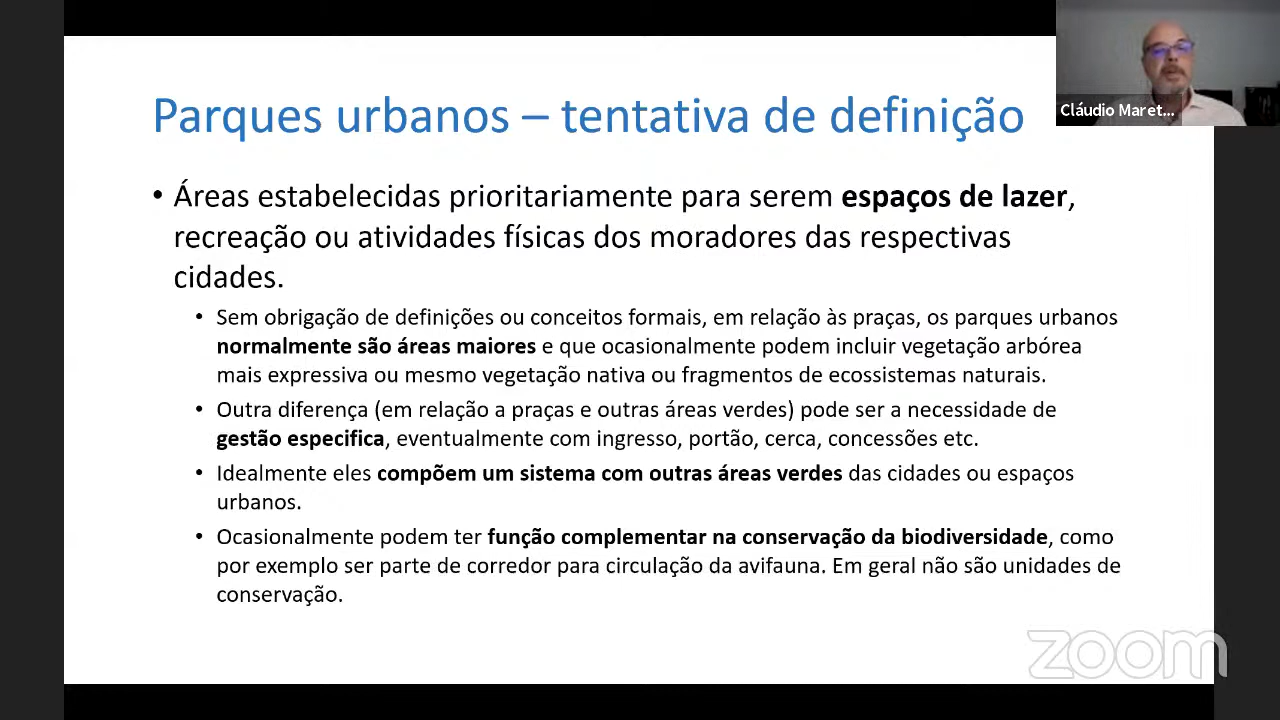 Parques urbanos – tentativa de definição
Cláudio Maret...
• Áreas estabelecidas prioritariamente para serem espaços de lazer,
recreação ou atividades físicas dos moradores das respectivas
cidades.
• Sem obrigação de definições ou conceitos formais, em relação às praças, os parques urbanos
normalmente são áreas maiores e que ocasionalmente podem incluir vegetação arbórea
mais expressiva ou mesmo vegetação nativa ou fragmentos de ecossistemas naturais.
• Outra diferença (em relação a praças e outras áreas verdes) pode ser a necessidade de
gestão especifica, eventualmente com ingresso, portão, cerca, concessões etc.
• Idealmente eles compõem um sistema com outras áreas verdes das cidades ou espaços
urbanos.
• Ocasionalmente podem ter função complementar na conservação da biodiversidade, como
por exemplo ser parte de corredor para circulação da avifauna. Em geral não são unidades de
conservação.
zoom